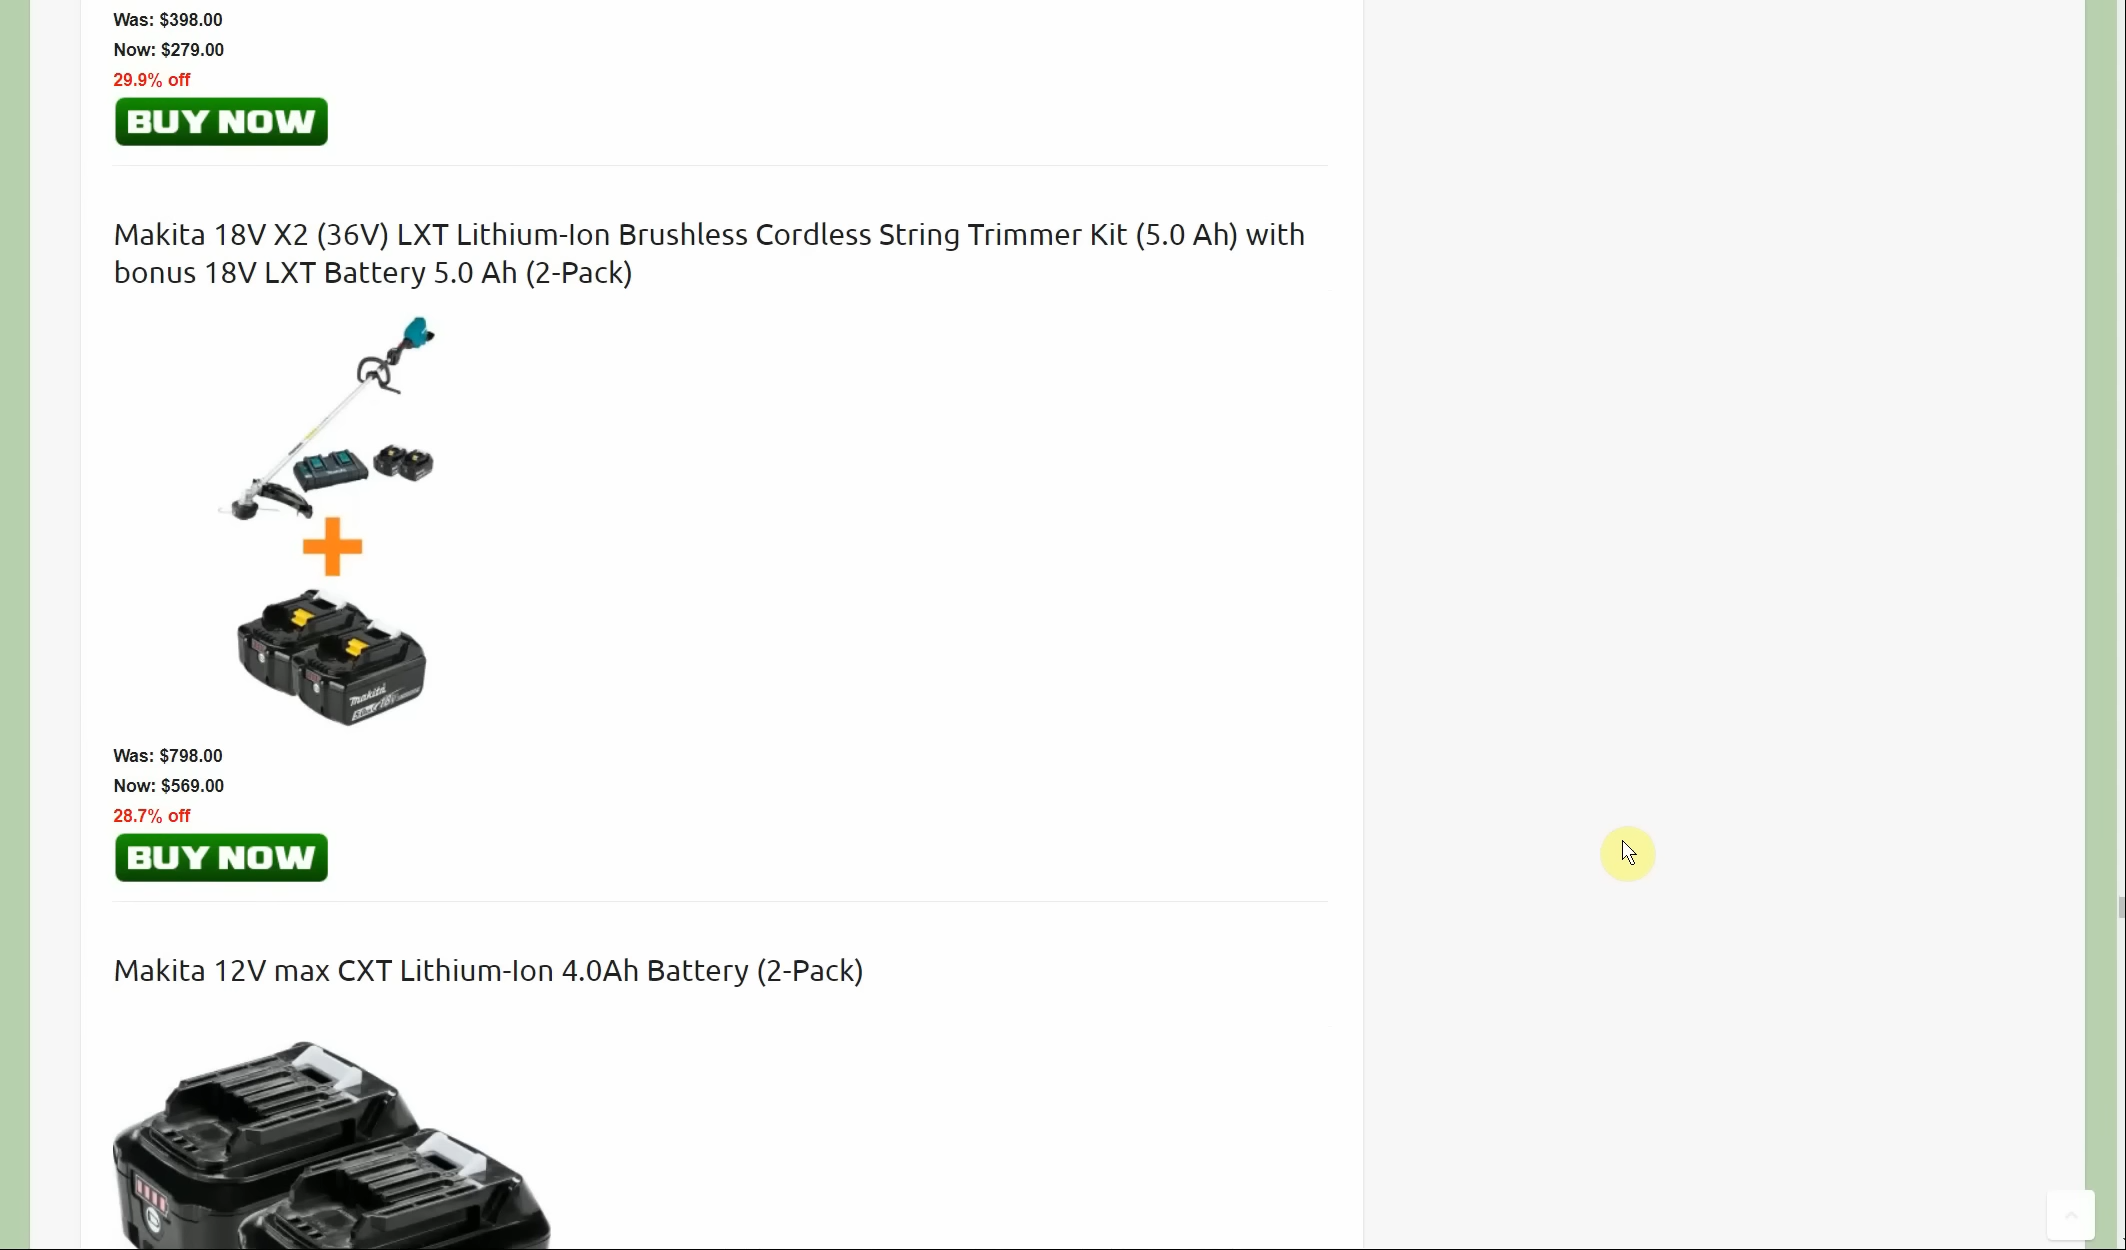 Was: $398.00
Now: $279.00
29.9% off
BUY NOW
Makita 18V X2 (36V) LXT Lithium-Ion Brushless Cordless String Trimmer Kit (5.0 Ah) with
bonus 18V LXT Battery 5.0 Ah (2-Pack)
makita
Was: $798.00
Now: $569.00
28.7% off
BUY NOW
Makita 12V max CXT Lithium-Ion 4.0Ah Battery (2-Pack)